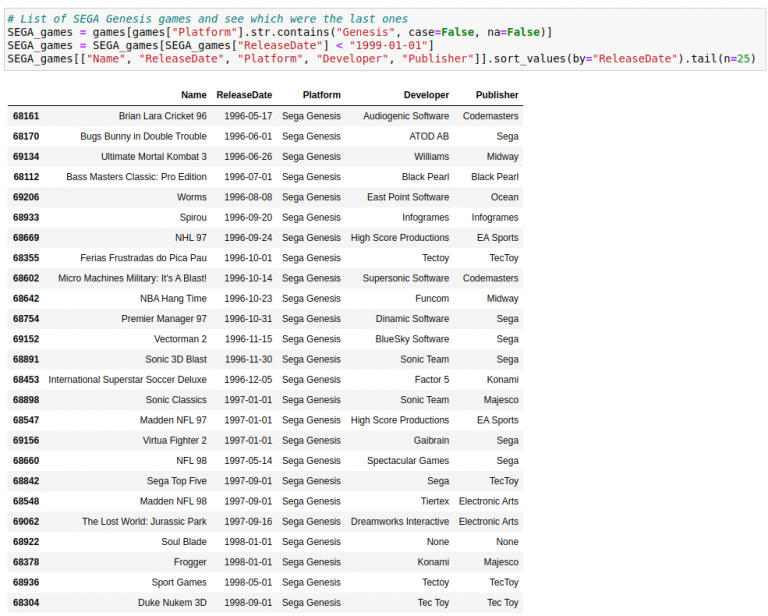 # List of SEGA Genesis games and see which were the last ones
SEGA_games = games[games["Platform"].str.contains("Genesis", case=False, na=False)]
SEGA_games = SEGA_games[SEGA_games["ReleaseDate"] < "1999-01-01"]
SEGA_games[["Name", "ReleaseDate", "Platform", "Developer", "Publisher"]].sort_values(by="ReleaseDate").tail(n=25)
Name ReleaseDate Platform Developer Publisher
68161 Brian Lara Cricket 96 1996-05-17 Sega Genesis Audiogenic Software Codemasters
68170 Bugs Bunny in Double Trouble 1996-06-01 Sega Genesis ATOD AB Sega
69134 Ultimate Mortal Kombat 3 1996-06-26 Sega Genesis Williams Midway
68112 Bass Masters Classic: Pro Edition 1996-07-01 Sega Genesis Black Pearl Black Pearl
69206 Worms 1996-08-08 Sega Genesis East Point Software Ocean
68933 Spirou 1996-09-20 Sega Genesis Infogrames Infogrames
68669 NHL 97 1996-09-24 Sega Genesis High Score Productions EA Sports
68355 Ferias Frustradas do Pica Pau 1996-10-01 Sega Genesis Tectoy TecToy
68602 Micro Machines Military: It's A Blast! 1996-10-14 Sega Genesis Supersonic Software Codemasters
68642 NBA Hang Time 1996-10-23 Sega Genesis Funcom Midway
68754 Premier Manager 97 1996-10-31 Sega Genesis Dinamic Software Sega
69152 Vectorman 2 1996-11-15 Sega Genesis BlueSky Software Sega
68891 Sonic 3D Blast 1996-11-30 Sega Genesis Sonic Team Sega
68453 International Superstar Soccer Deluxe 1996-12-05 Sega Genesis Factor 5 Konami
68898 Sonic Classics 1997-01-01 Sega Genesis Sonic Team Majesco
68547 Madden NFL 97 1997-01-01 Sega Genesis High Score Productions EA Sports
69156 Virtua Fighter 2 1997-01-01 Sega Genesis Gaibrain Sega
68660 NFL 98 1997-05-14 Sega Genesis Spectacular Games Sega
68842 Sega Top Five 1997-09-01 Sega Genesis Sega TecToy
68548 Madden NFL 98 1997-09-01 Sega Genesis Tiertex Electronic Arts
69062 The Lost World: Jurassic Park 1997-09-16 Sega Genesis Dreamworks Interactive Electronic Arts
68922 Soul Blade 1998-01-01 Sega Genesis None None
68378 Frogger 1998-01-01 Sega Genesis Konami Majesco
68936 Sport Games 1998-05-01 Sega Genesis Tectoy TecToy
68304 Duke Nukem 3D 1998-09-01 Sega Genesis Tec Toy Tec Toy